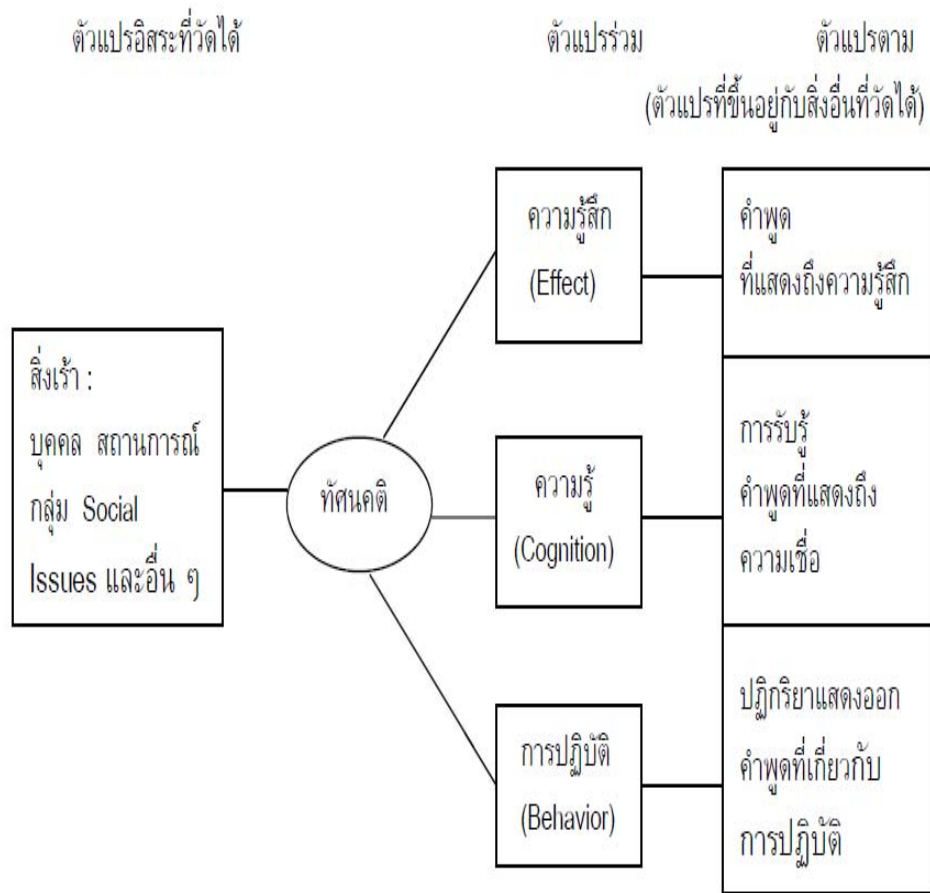 ตัวแปรอิสระที่วัดได้
ตัวแปรร่วม
ตัวแปรตาม
(ตัวแปรที่ขึ้นอยู่กับสิ่งอื่นที่วัดได้)
สิ่งเร้า :
บุคคล สถานการณ์
กลุ่ม Social
Issues และอื่น ๆ
ทัศนคติ
ความรู้สึก
(Effect)
ความรู้
(Cognition)
การปฏิบัติ
(Behavior)
คำพูด
ที่แสดงถึงความรู้สึก
การรับรู้
คำพูดที่แสดงถึง
ความเชื่อ
ปฏิกริยาแสดงออก
คำพูดที่เกี่ยวกับ
การปฏิบัติ